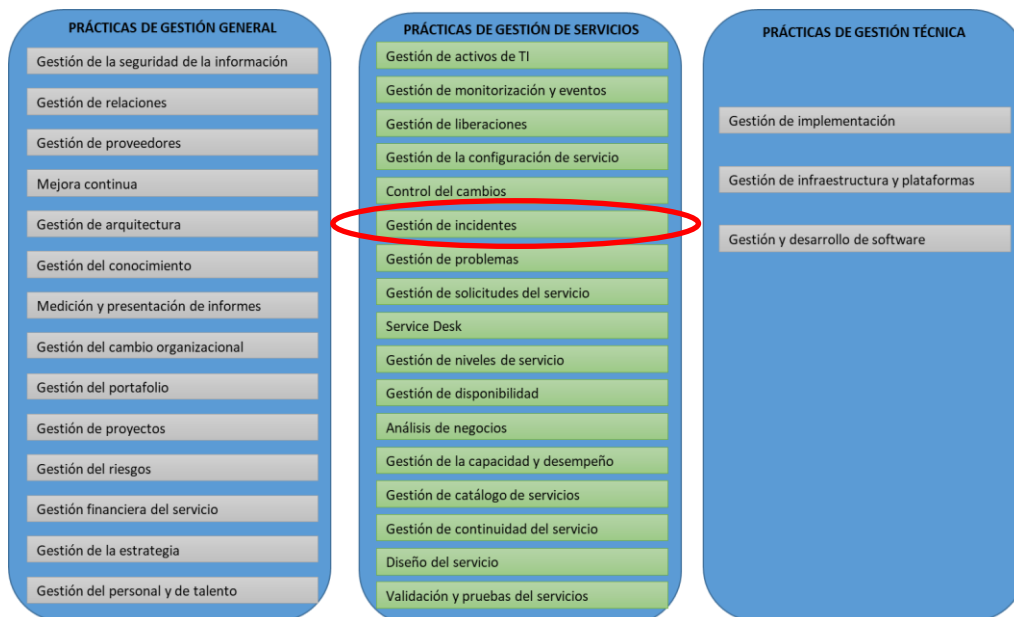 PRÁCTICAS DE GESTIÓN GENERAL
Gestión de la seguridad de la información
Gestión de relaciones
Gestión de proveedores
Mejora continua
Gestión de arquitectura
Gestión del conocimiento
Medición y presentación de informes
Gestión del cambio organizacional
Gestión del portafolio
Gestión de proyectos
Gestión del riesgos
Gestión financiera del servicio
Gestión de la estrategia
Gestión del personal y de talento
PRÁCTICAS DE GESTIÓN DE SERVICIOS
Gestión de activos de TI
Gestión de monitorización y eventos
Gestión de liberaciones
Gestión de la configuración de servicio
Control del cambios
Gestión de incidentes
Gestión de problemas
Gestión de solicitudes del servicio
Service Desk
Gestión de niveles de servicio
Gestión de disponibilidad
Análisis de negocios
Gestión de la capacidad y desempeño
Gestión de catálogo de servicios
Gestión de continuidad del servicio
Diseño del servicio
Validación y pruebas del servicios
PRÁCTICAS DE GESTIÓN TÉCNICA
Gestión de implementación
Gestión de infraestructura y plataformas
Gestión y desarrollo de software